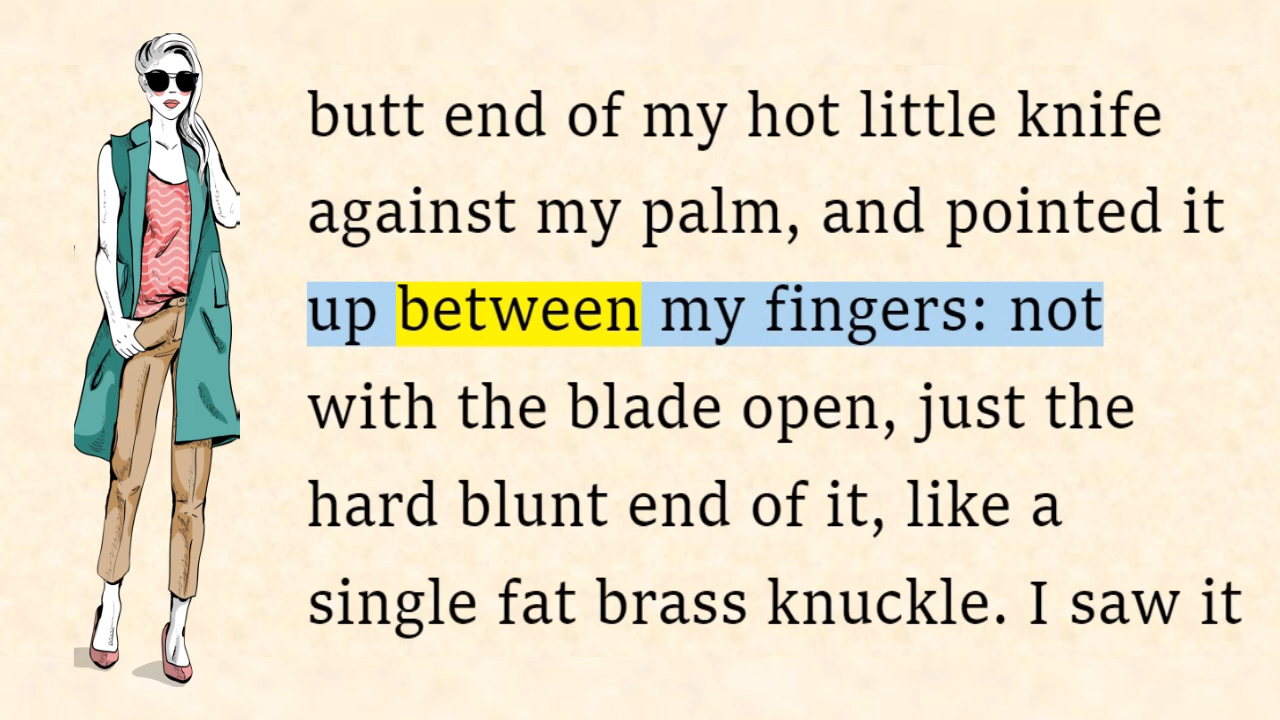 butt end of my hot little knife
against my palm, and pointed it
up between my fingers: not
with the blade open, just the
hard blunt end of it, like a
single fat brass knuckle. I saw it